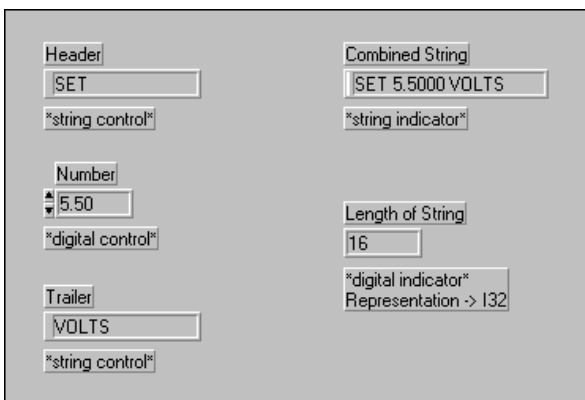 Header
SET
*string control*
Number
5.50
*digital control*
Trailer
VOLTS
*string control*
Combined String
SET 5.5000 VOLTS
*string indicator*
Length of String
16
*digital indicator*
Representation -> I32